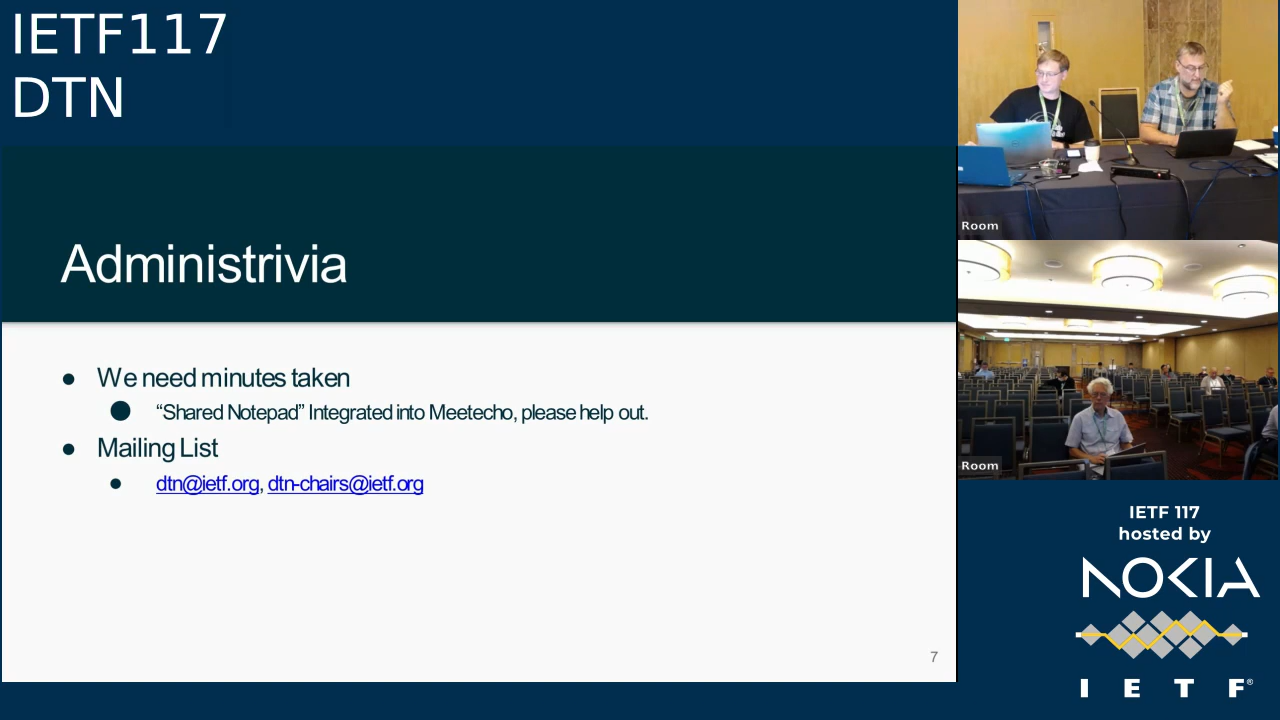 IETF117
DTN
Administrivia
● We need minutes taken
● “Shared Notepad” Integrated into Meetecho, please help out.
● Mailing List
● dtn@ietf.org, dtn-chairs@ietf.org
7
Room
Room
IETF 117
hosted by
NOKIA
I E T F®